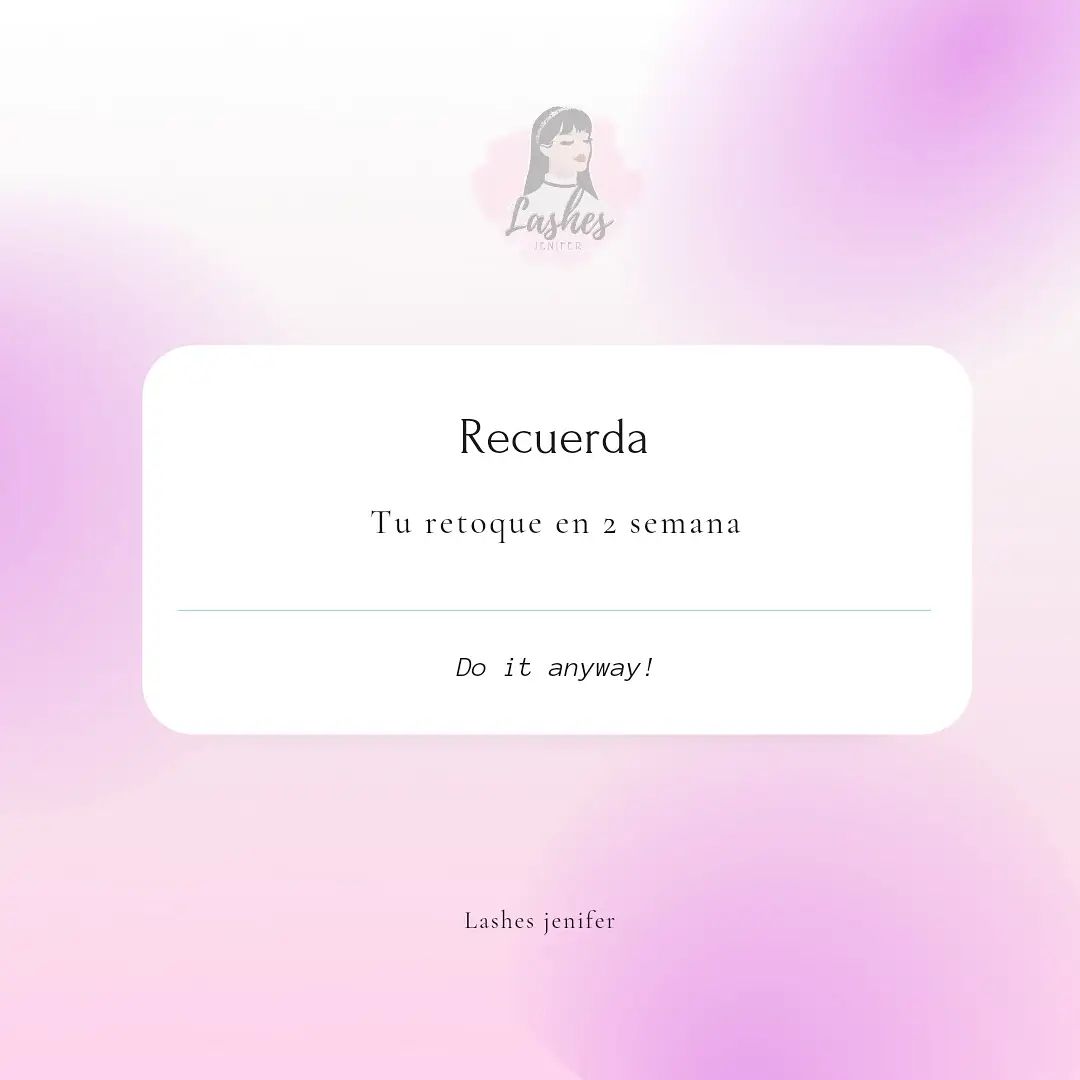 Lashes
JENIFER
Recuerda
Tu retoque en 2 semana
Do it anyway!
Lashes jenifer